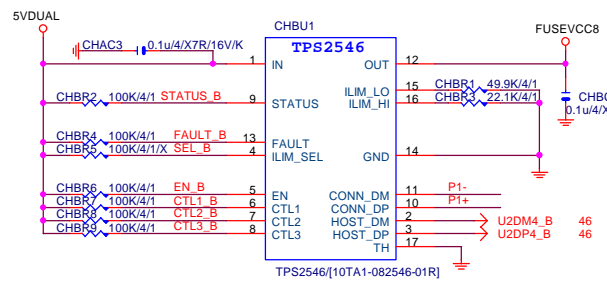 5VDUAL
CHBU1
FUSEVCC8
CHAC3 0.1u/4/X7R/16V/K
TPS2546
1 IN OUT 12
CHBR2 100K/4/1 STATUS_B 9 STATUS
ILIM_LO 15 CHBR1 49.9K/4/1
ILIM_HI 16 CHBR3 22.1K/4/1
CHBC
0.1u/4/X
CHBR4 100K/4/1 FAULT_B 13 FAULT
CHBR5 100K/4/1/X SEL_B 4 ILIM_SEL
GND 14
CHBR6 100K/4/1 EN_B 5 EN CONN_DM 11 P1-
CHBR7 100K/4/1 CTL1_B 6 CTL1 CONN_DP 10 P1+
CHBR8 100K/4/1 CTL2_B 7 CTL2 HOST_DM 2 U2DM4_B 46
CHBR9 100K/4/1 CTL3_B 8 CTL3 HOST_DP 3 U2DP4_B 46
TH 17
TPS2546/[10TA1-082546-01R]